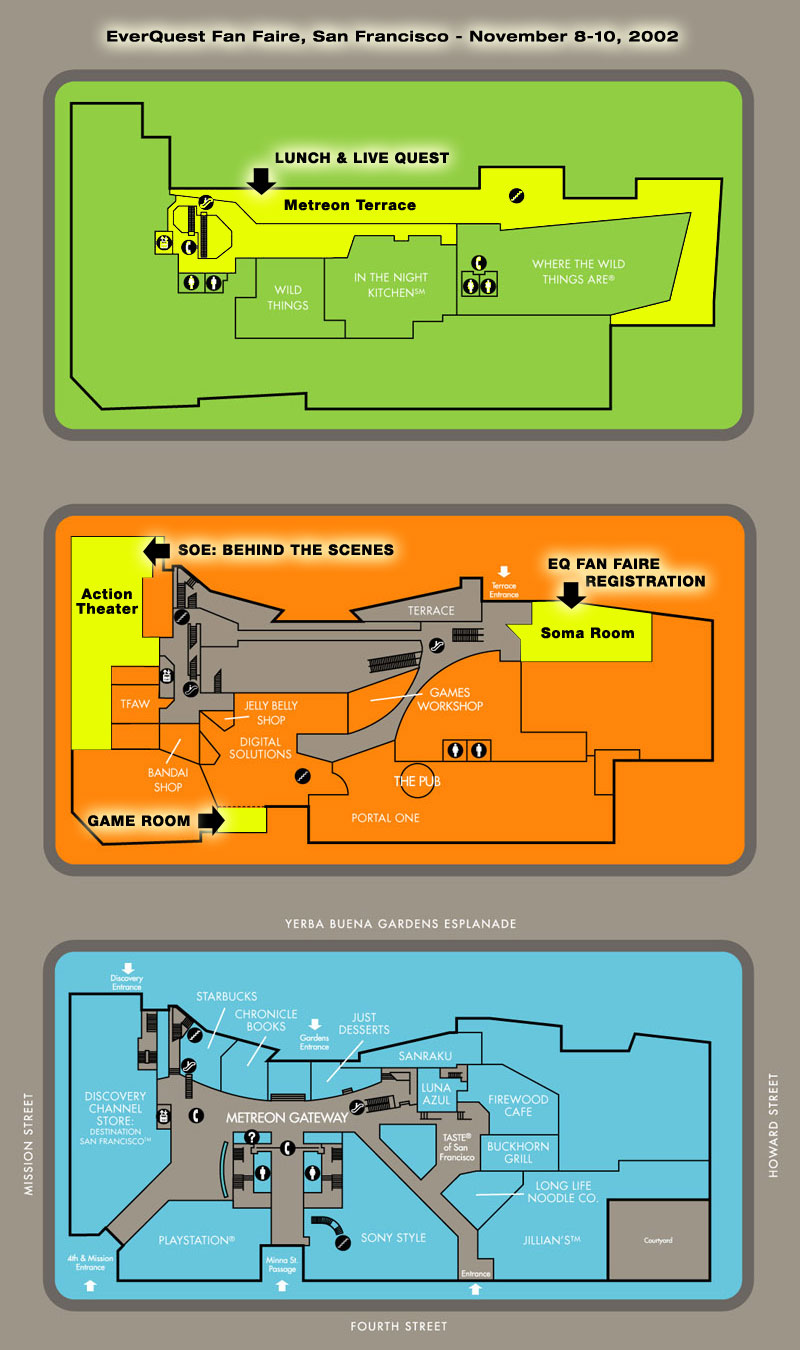 EverQuest Fan Faire, San Francisco - November 8-10, 2002
LUNCH & LIVE QUEST
Metreon Terrace
WILD
THINGS
IN THE NIGHT
KITCHEN℠
WHERE THE WILD
THINGS ARE®
SOE: BEHIND THE SCENES
Action
Theater
EQ FAN FAIRE
REGISTRATION
Terrace
Entrance
TERRACE
Soma Room
TFAW
JELLY BELLY
SHOP
GAMES
WORKSHOP
DIGITAL
SOLUTIONS
BANDAI
SHOP
THE PUB
GAME ROOM
PORTAL ONE
YERBA BUENA GARDENS ESPLANADE
Discovery
Entrance
STARBUCKS
CHRONICLE
BOOKS
JUST
DESSERTS
Gardens
Entrance
SANRAKU
LUNA
AZUL
DISCOVERY
CHANNEL
STORE:
DESTINATION
SAN FRANCISCO™
METREON GATEWAY
?
FIREWOOD
CAFE
TASTE®
of San
Francisco
BUCKHORN
GRILL
LONG LIFE
NOODLE CO.
PLAYSTATION®
SONY STYLE
JILLIAN'S™
Courtyard
4th & Mission
Entrance
Minna St.
Passage
Entrance
MISSION STREET
HOWARD STREET
FOURTH STREET